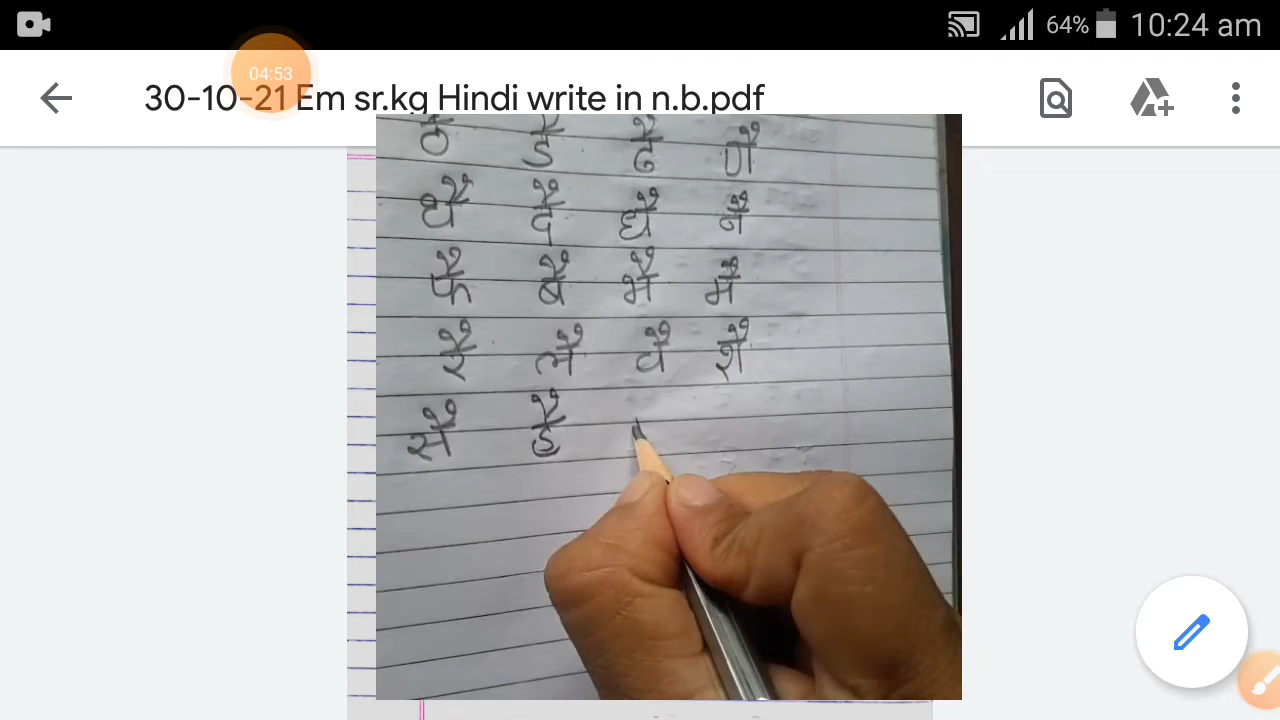 64% 10:24 am
04:53
30-10-21 Em sr.kg Hindi write in n.b.pdf
ठै डै ढै णै
थै दै धै नै
फै बै भै मै
रै लै वै शै
सै है